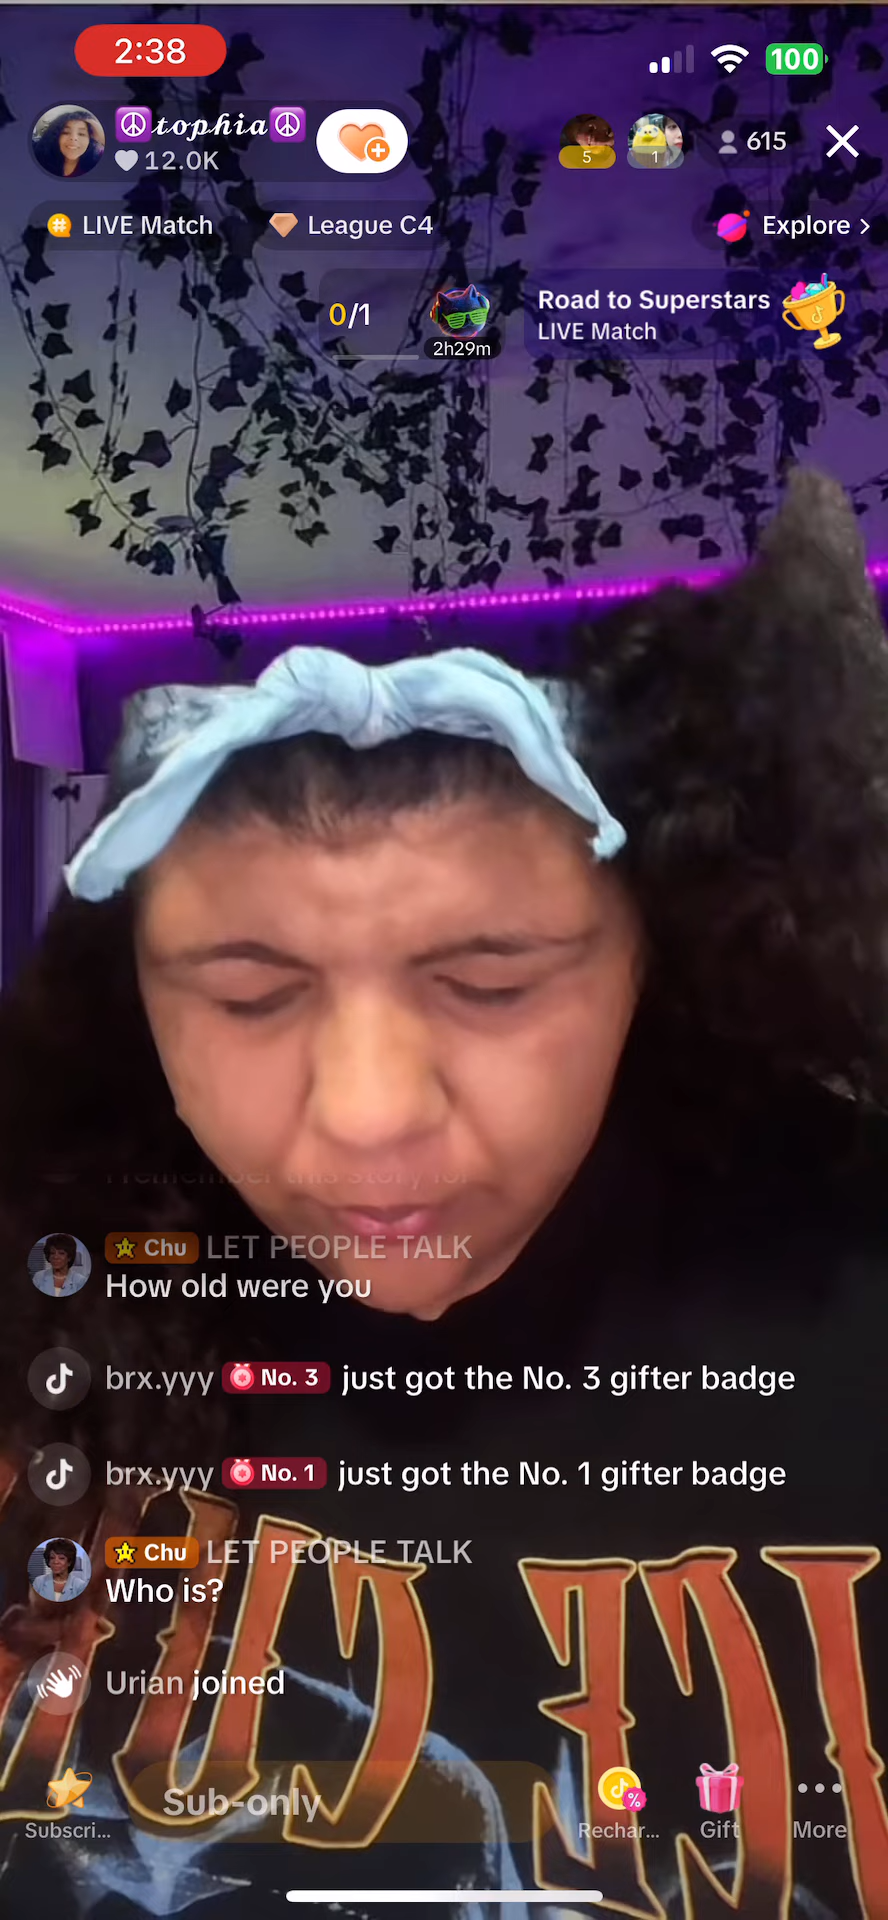 2:38
100
☮️tophia☮️
12.0K
5
1
615
LIVE Match
League C4
Explore >
0/1
2h29m
Road to Superstars
LIVE Match
Chu LET PEOPLE TALK
How old were you
brx.yyy No. 3 just got the No. 3 gifter badge
brx.yyy No. 1 just got the No. 1 gifter badge
Chu LET PEOPLE TALK
Who is?
Urian joined
Subscri...
Sub-only
Rechar...
Gift
More